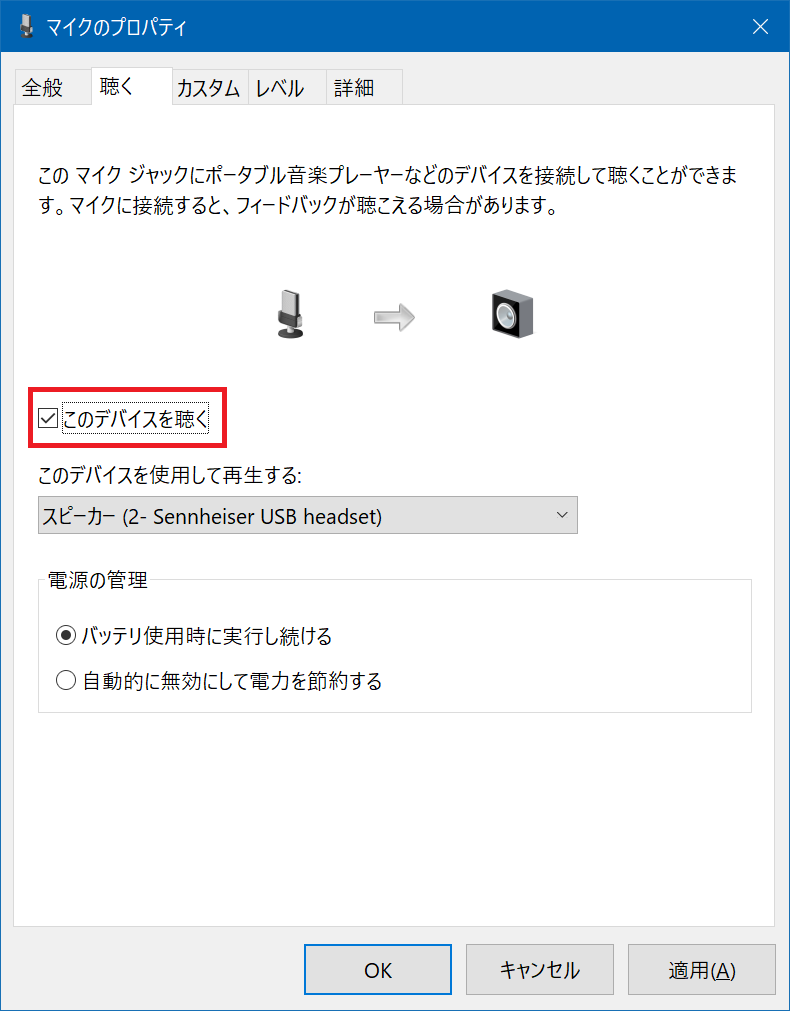 マイクのプロパティ
全般
聴く
カスタム
レベル
詳細
この マイク ジャックにポータブル音楽プレーヤーなどのデバイスを接続して聴くことができま
す。マイクに接続すると、フィードバックが聴こえる場合があります。
このデバイスを聴く
このデバイスを使用して再生する:
スピーカー (2- Sennheiser USB headset)
電源の管理
バッテリ使用時に実行し続ける
自動的に無効にして電力を節約する
OK
キャンセル
適用(A)